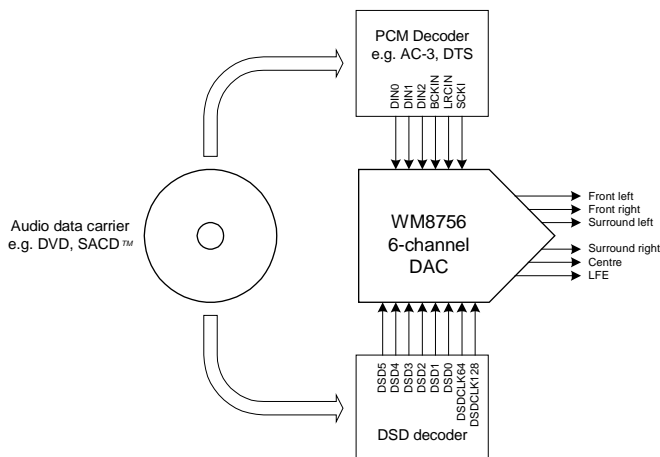 PCM Decoder
e.g. AC-3, DTS
DIN0
DIN1
DIN2
BCKIN
LRCIN
SCKI
Audio data carrier
e.g. DVD, SACD™
WM8756
6-channel
DAC
Front left
Front right
Surround left
Surround right
Centre
LFE
DSD5
DSD4
DSD3
DSD2
DSD1
DSD0
DSDCLK64
DSDCLK128
DSD decoder